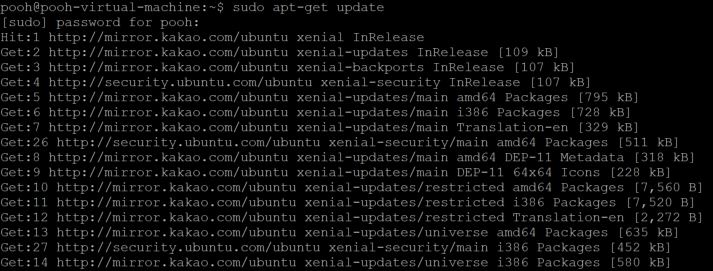 pooh@pooh-virtual-machine:~$ sudo apt-get update
[sudo] password for pooh:
Hit:1 http://mirror.kakao.com/ubuntu xenial InRelease
Get:2 http://mirror.kakao.com/ubuntu xenial-updates InRelease [109 kB]
Get:3 http://mirror.kakao.com/ubuntu xenial-backports InRelease [107 kB]
Get:4 http://security.ubuntu.com/ubuntu xenial-security InRelease [107 kB]
Get:5 http://mirror.kakao.com/ubuntu xenial-updates/main amd64 Packages [795 kB]
Get:6 http://mirror.kakao.com/ubuntu xenial-updates/main i386 Packages [728 kB]
Get:7 http://mirror.kakao.com/ubuntu xenial-updates/main Translation-en [329 kB]
Get:26 http://security.ubuntu.com/ubuntu xenial-security/main amd64 Packages [511 kB]
Get:8 http://mirror.kakao.com/ubuntu xenial-updates/main amd64 DEP-11 Metadata [318 kB]
Get:9 http://mirror.kakao.com/ubuntu xenial-updates/main DEP-11 64x64 Icons [228 kB]
Get:10 http://mirror.kakao.com/ubuntu xenial-updates/restricted amd64 Packages [7,560 B]
Get:11 http://mirror.kakao.com/ubuntu xenial-updates/restricted i386 Packages [7,520 B]
Get:12 http://mirror.kakao.com/ubuntu xenial-updates/restricted Translation-en [2,272 B]
Get:13 http://mirror.kakao.com/ubuntu xenial-updates/universe amd64 Packages [635 kB]
Get:27 http://security.ubuntu.com/ubuntu xenial-security/main i386 Packages [452 kB]
Get:14 http://mirror.kakao.com/ubuntu xenial-updates/universe i386 Packages [580 kB]